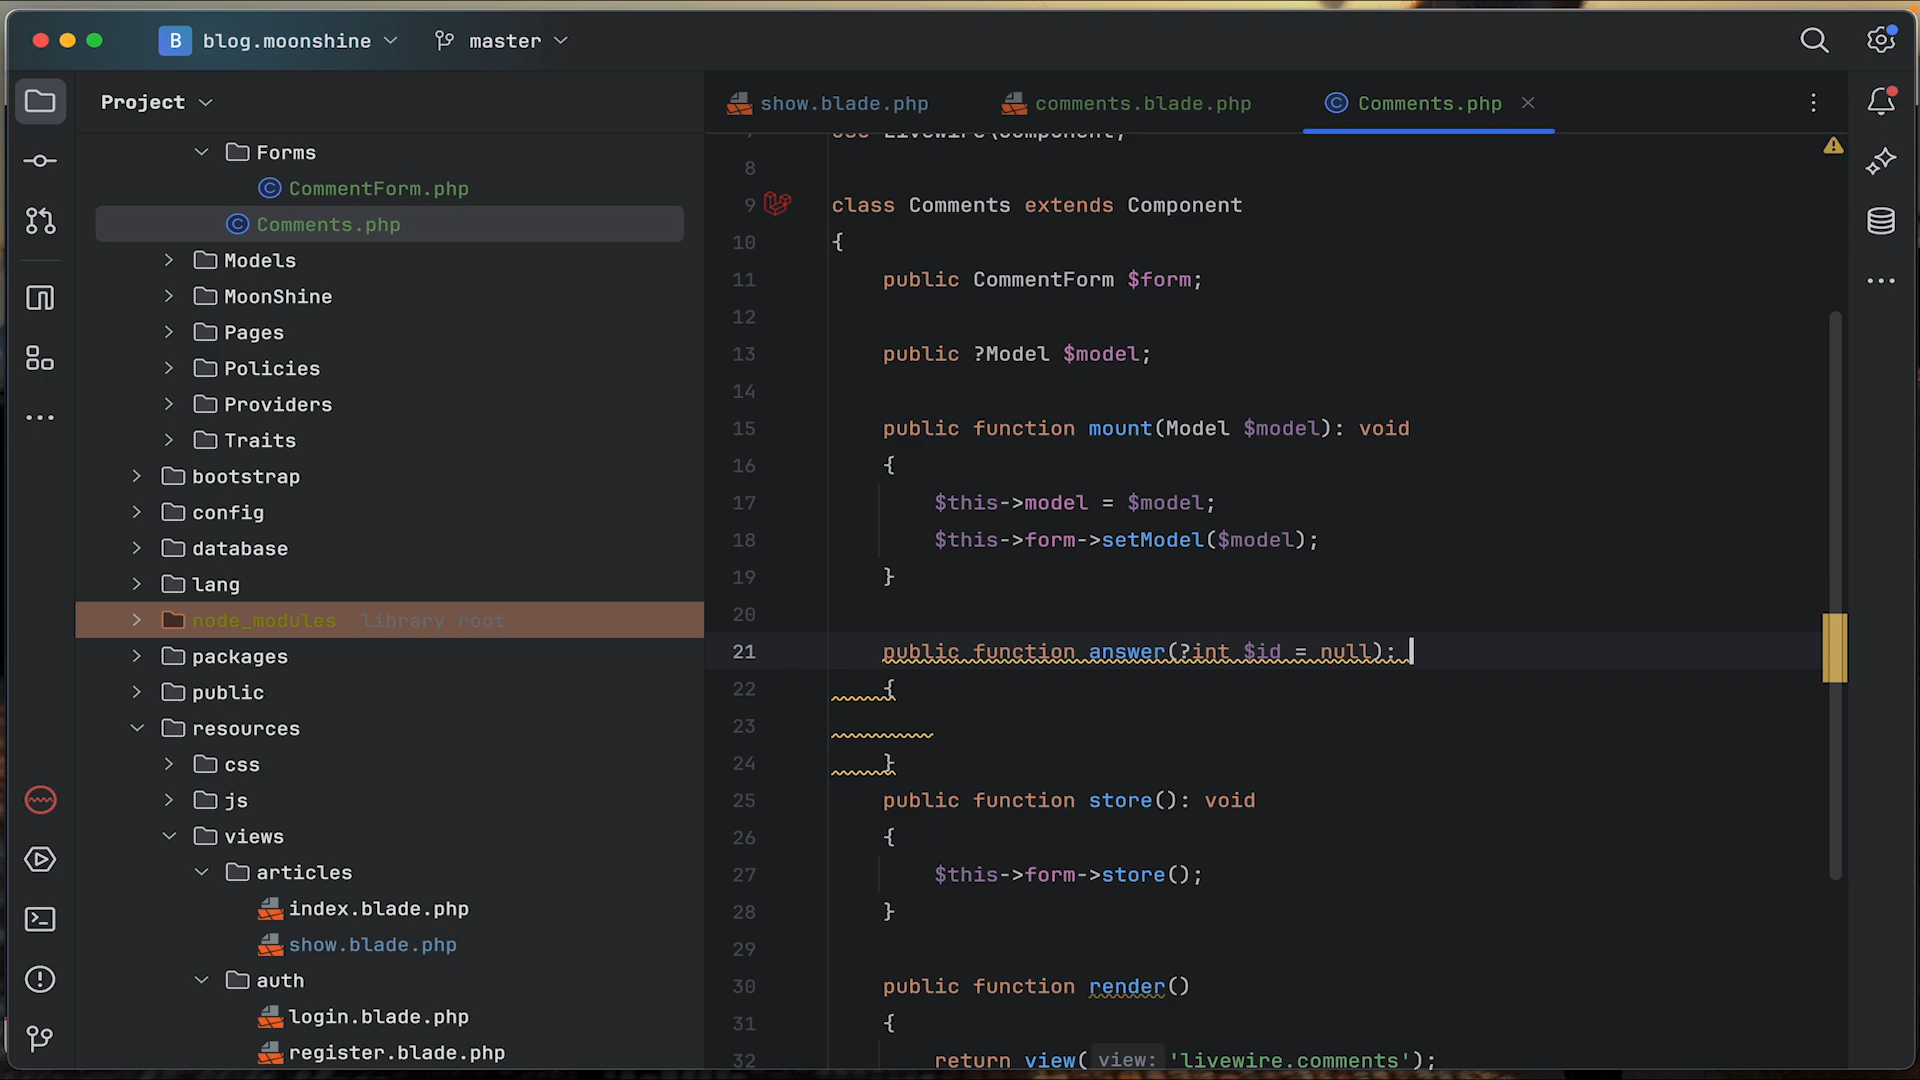 B blog.moonshine master
Project
show.blade.php comments.blade.php Comments.php
Forms
CommentForm.php
Comments.php
Models
MoonShine
Pages
Policies
Providers
Traits
bootstrap
config
database
lang
node_modules library root
packages
public
resources
css
js
views
articles
index.blade.php
show.blade.php
auth
login.blade.php
register.blade.php
7 use Livewire\Component;
8
9 class Comments extends Component
10 {
11 public CommentForm $form;
12
13 public ?Model $model;
14
15 public function mount(Model $model): void
16 {
17 $this->model = $model;
18 $this->form->setModel($model);
19 }
20
21 public function answer(?int $id = null):
22 {
23
24 }
25 public function store(): void
26 {
27 $this->form->store();
28 }
29
30 public function render()
31 {
32 return view( view: 'livewire.comments');